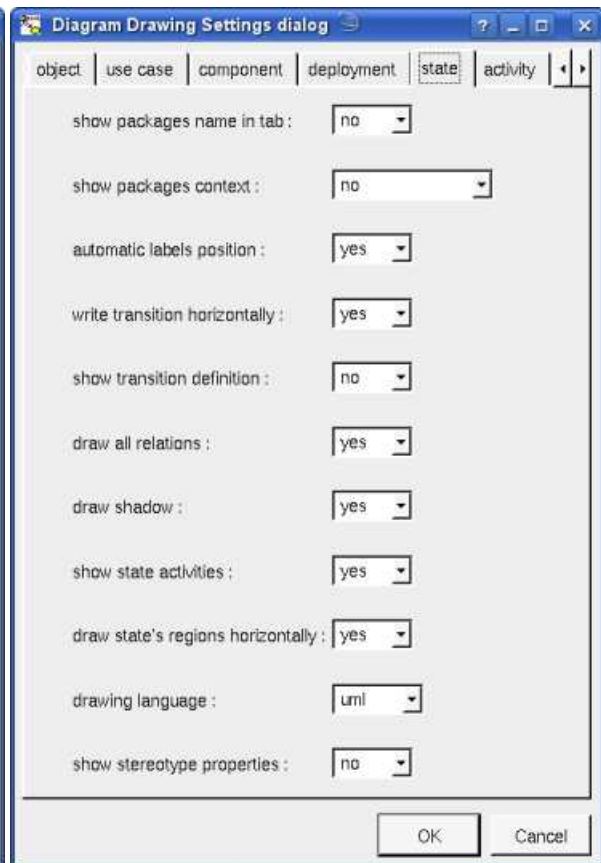 Diagram Drawing Settings dialog ?
object use case component deployment state activity
show packages name in tab : no
show packages context : no
automatic labels position : yes
write transition horizontally : yes
show transition definition : no
draw all relations : yes
draw shadow : yes
show state activities : yes
draw state's regions horizontally : yes
drawing language : uml
show stereotype properties : no
OK Cancel